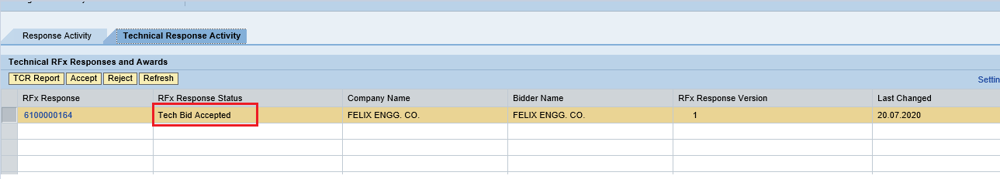 Response Activity Technical Response Activity
Technical RFx Responses and Awards
TCR Report Accept Reject Refresh
RFx Response RFx Response Status Company Name Bidder Name RFx Response Version Last Changed
6100000164 Tech Bid Accepted FELIX ENGG. CO. FELIX ENGG. CO. 1 20.07.2020